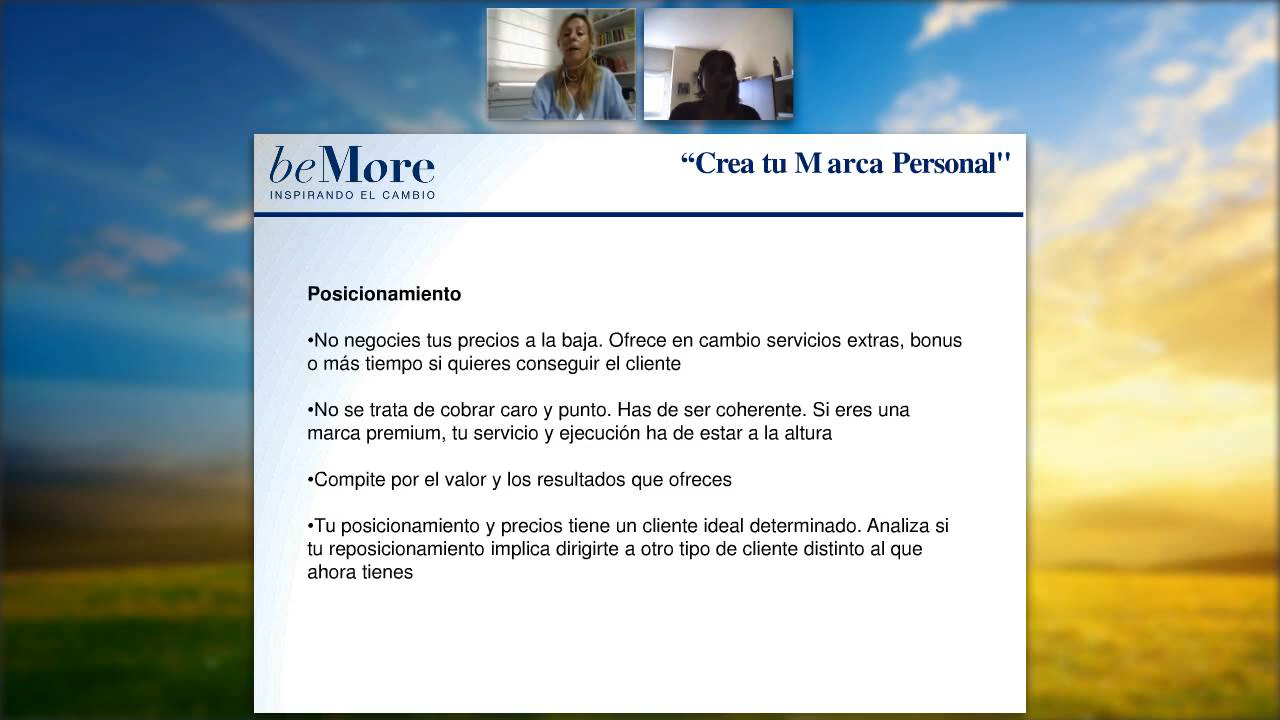 beMore
INSPIRANDO EL CAMBIO
“Crea tu Marca Personal"
Posicionamiento
•No negocies tus precios a la baja. Ofrece en cambio servicios extras, bonus
o más tiempo si quieres conseguir el cliente
•No se trata de cobrar caro y punto. Has de ser coherente. Si eres una
marca premium, tu servicio y ejecución ha de estar a la altura
•Compite por el valor y los resultados que ofreces
•Tu posicionamiento y precios tiene un cliente ideal determinado. Analiza si
tu reposicionamiento implica dirigirte a otro tipo de cliente distinto al que
ahora tienes